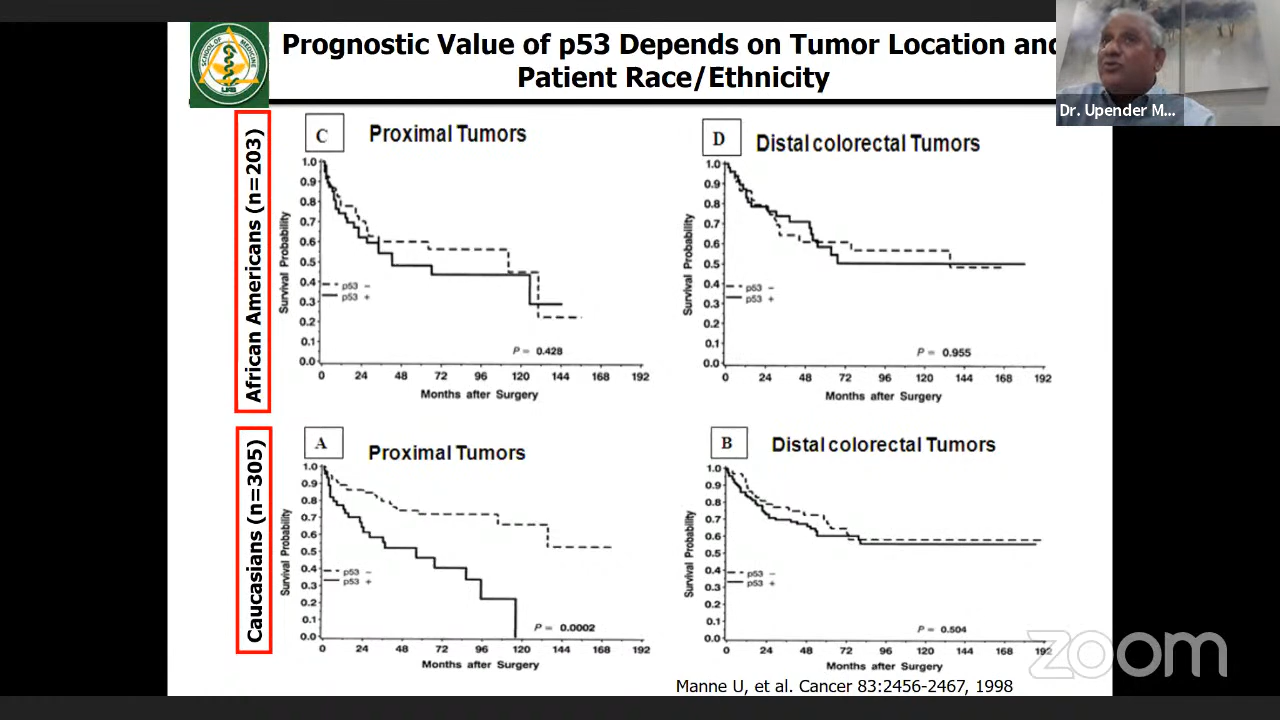 Prognostic Value of p53 Depends on Tumor Location and
Patient Race/Ethnicity
SCHOOL OF MEDICINE
UAB
Dr. Upender M...
African Americans (n=203)
C
Proximal Tumors
Survival Probability
1.0
0.9
0.8
0.7
0.6
0.5
0.4
0.3
0.2
0.1
0.0
p53 −
p53 +
P = 0.428
0 24 48 72 96 120 144 168 192
Months after Surgery
D
Distal colorectal Tumors
Survival Probability
1.0
0.9
0.8
0.7
0.6
0.5
0.4
0.3
0.2
0.1
0.0
p53 −
p53 +
P = 0.955
0 24 48 72 96 120 144 168 192
Months after Surgery
Caucasians (n=305)
A
Proximal Tumors
Survival Probability
1.0
0.9
0.8
0.7
0.6
0.5
0.4
0.3
0.2
0.1
0.0
p53 −
p53 +
P = 0.0002
0 24 48 72 96 120 144 168 192
Months after Surgery
B
Distal colorectal Tumors
Survival Probability
1.0
0.9
0.8
0.7
0.6
0.5
0.4
0.3
0.2
0.1
0.0
p53 −
p53 +
P = 0.504
0 24 48 72 96 120 144 168 192
Months after Surgery
zoom
Manne U, et al. Cancer 83:2456-2467, 1998